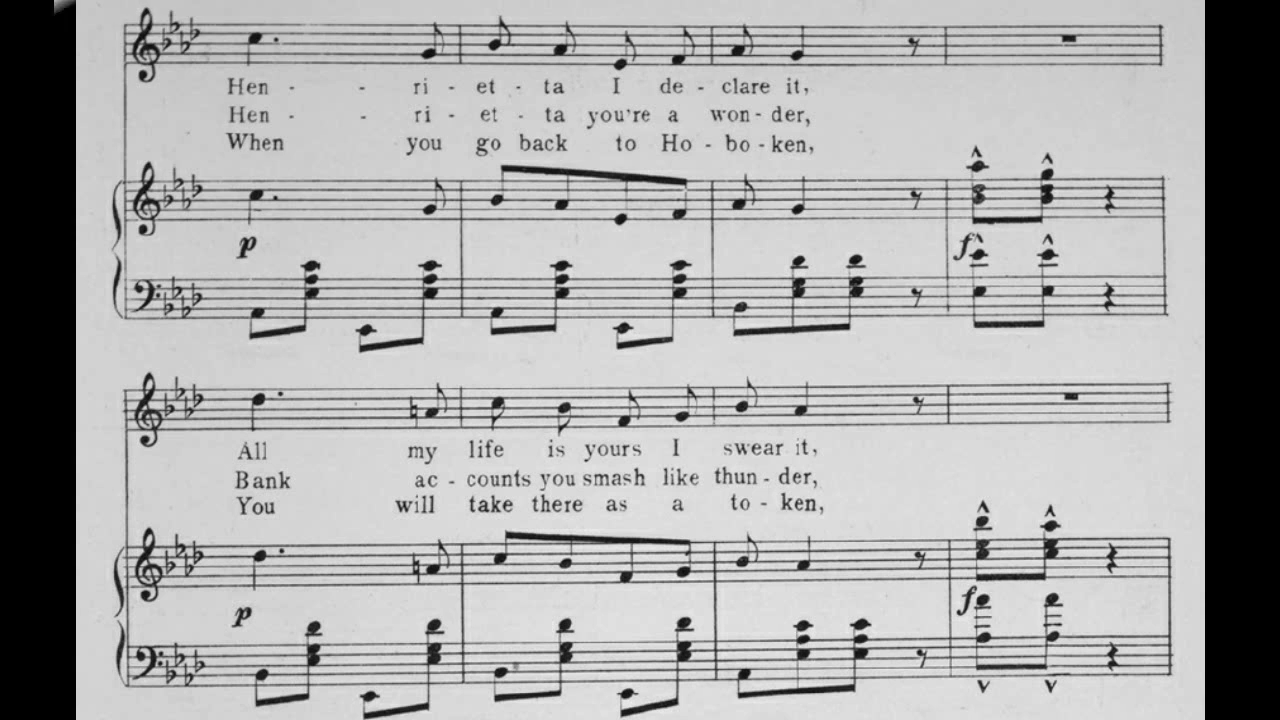 Hen - - ri - et - ta I de - clare it,
Hen - - ri - et - ta you're a won - der,
When you go back to Ho - bo - ken,
p
f
All my life is yours I swear it,
Bank ac - counts you smash like thun - der,
You will take there as a to - ken,
p
f